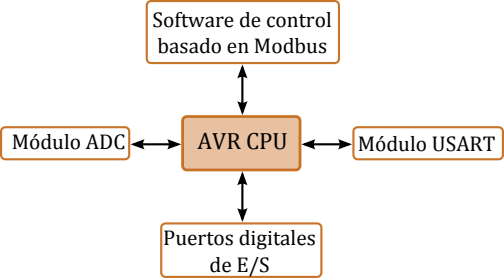 Software de control
basado en Modbus
Módulo ADC
AVR CPU
Módulo USART
Puertos digitales
de E/S